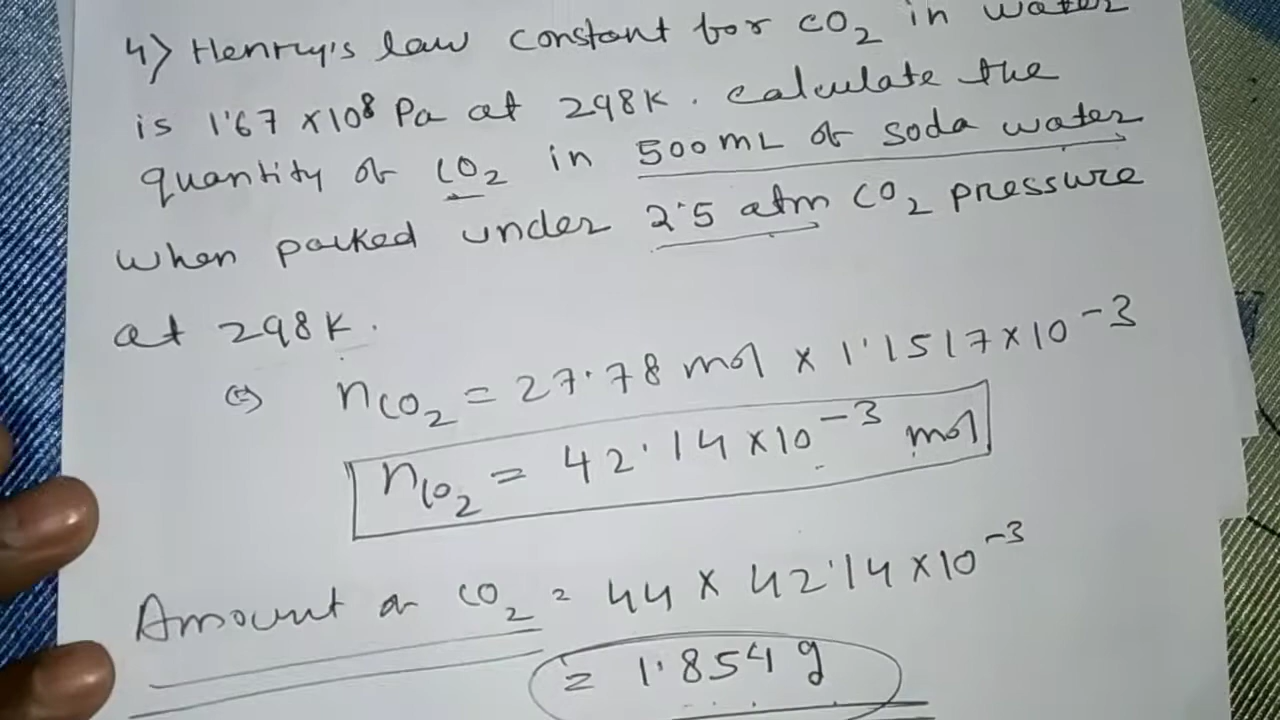 4) Henry's law constant for CO₂ in water
is 1.67 × 10⁸ Pa at 298K. calculate the
quantity of CO₂ in 500 mL of soda water
when packed under 2.5 atm CO₂ pressure
at 298K.
⇒ nCO₂ = 27.78 mol × 1.1517 × 10⁻³
nCO₂ = 42.14 × 10⁻³ mol
Amount of CO₂ = 44 × 42.14 × 10⁻³
= 1.854 g